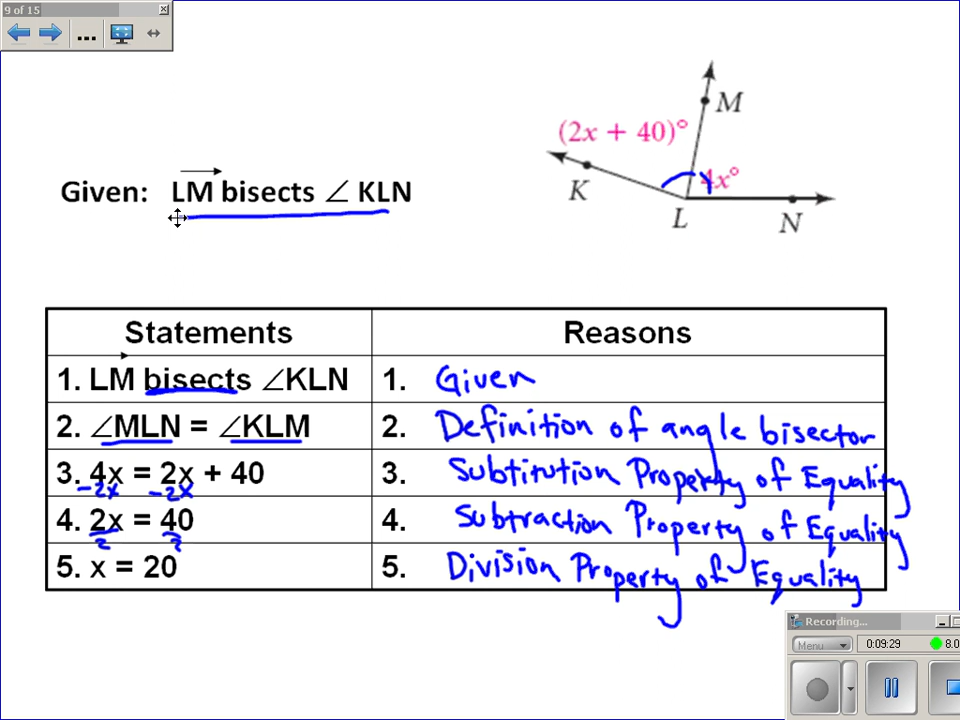 9 of 15
...
M
(2x + 40)°
4x°
K
L
N
Given: LM bisects ∠ KLN
Statements Reasons
1. LM bisects ∠KLN 1. Given
2. ∠MLN = ∠KLM 2. Definition of angle bisector
3. 4x = 2x + 40 3. Subtitution Property of Equality
-2x -2x
4. 2x = 40 4. Subtraction Property of Equality
2 2
5. x = 20 5. Division Property of Equality
Recording...
Menu 0:09:29 8.0